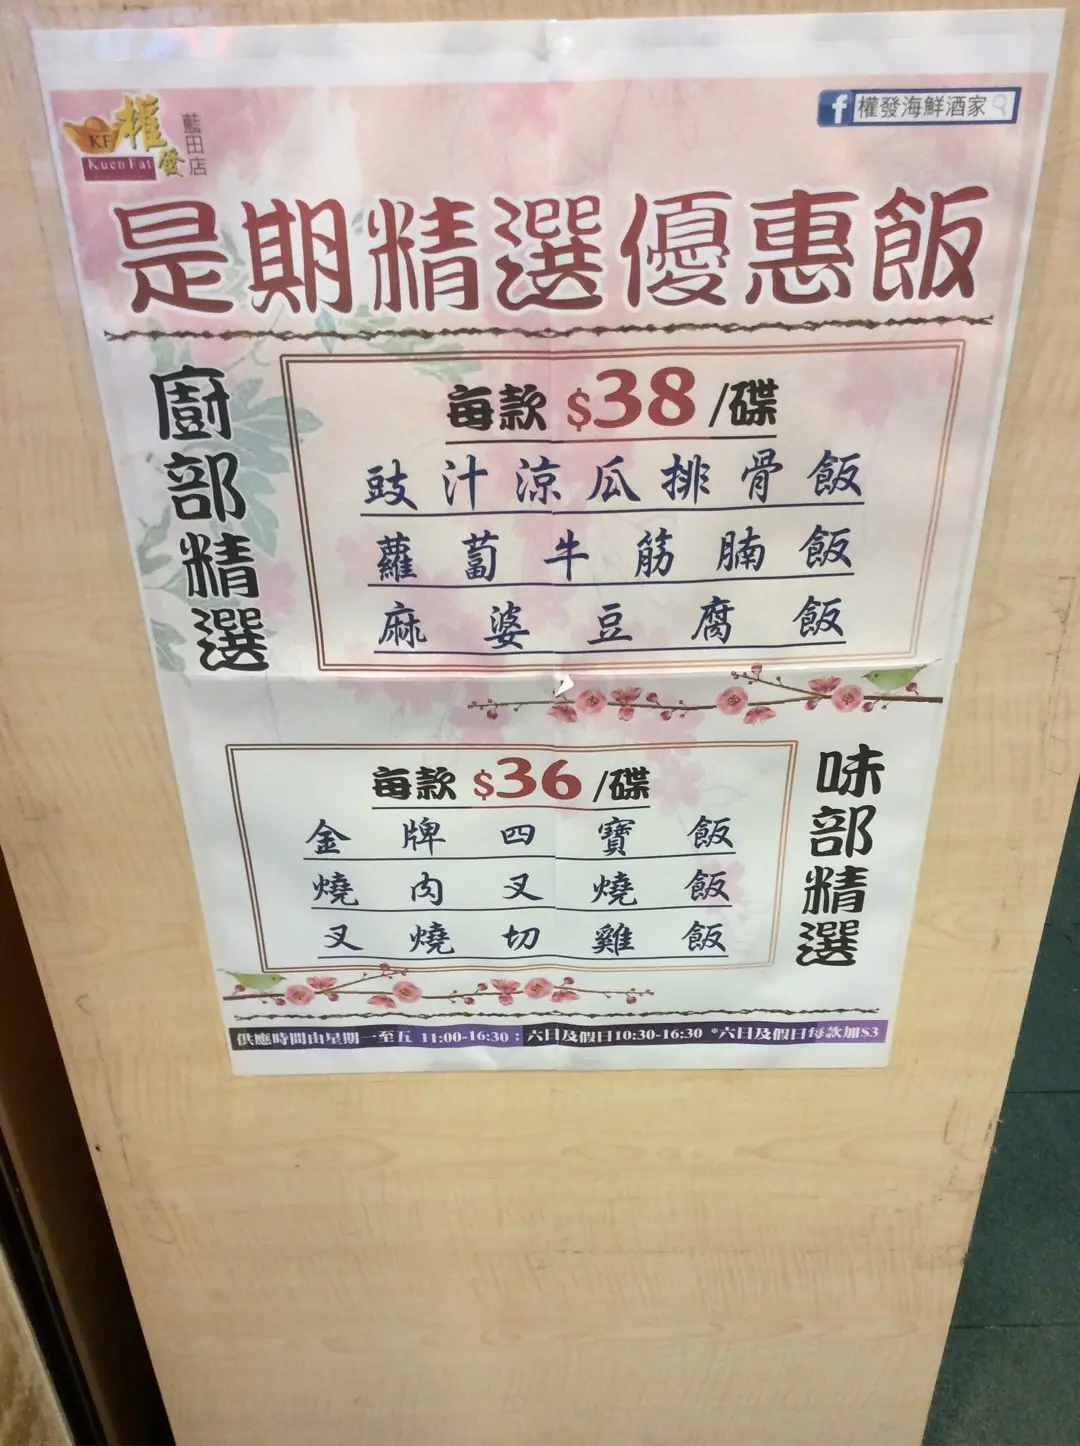 權發
KF
Kuen Fat
藍田店
權發海鮮酒家
是期精選優惠飯
廚部精選
每款 $38 /碟
豉汁涼瓜排骨飯
蘿蔔牛筋腩飯
麻婆豆腐飯
味部精選
每款 $36 /碟
金牌四寶飯
燒肉叉燒飯
叉燒切雞飯
供應時間由星期一至五 11:00-16:30；六日及假日10:30-16:30 *六日及假日每款加$3